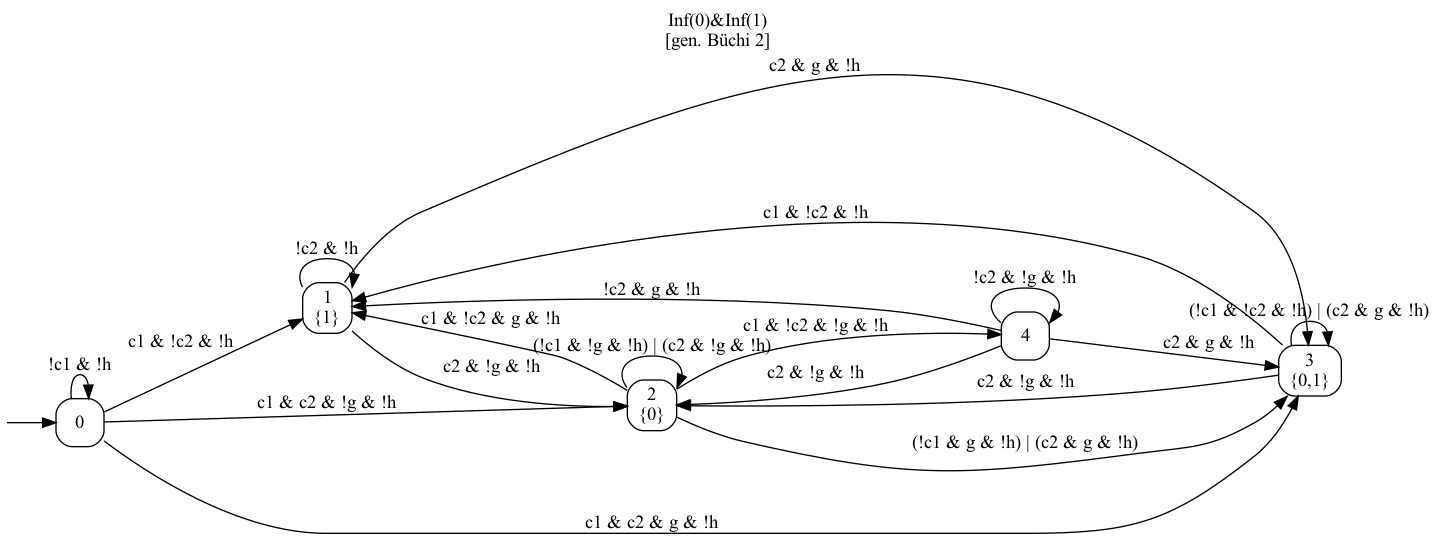 Inf(0)&Inf(1)
[gen. Büchi 2]
c2 & g & !h
c1 & !c2 & !h
!c2 & !h
!c2 & !g & !h
!c2 & g & !h
1
{1}
c1 & !c2 & g & !h
c1 & !c2 & !g & !h
4
(!c1 & !c2 & !h) | (c2 & g & !h)
c1 & !c2 & !h
c2 & g & !h
(!c1 & !g & !h) | (c2 & !g & !h)
!c1 & !h
c2 & !g & !h
c2 & !g & !h
c2 & !g & !h
3
{0,1}
2
{0}
c1 & c2 & !g & !h
0
(!c1 & g & !h) | (c2 & g & !h)
c1 & c2 & g & !h